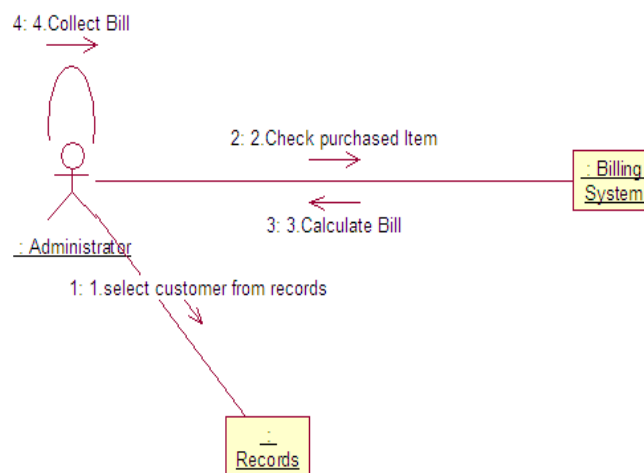 4: 4.Collect Bill
2: 2.Check purchased Item
: Billing
System
3: 3.Calculate Bill
: Administrator
1: 1.select customer from records
:
Records